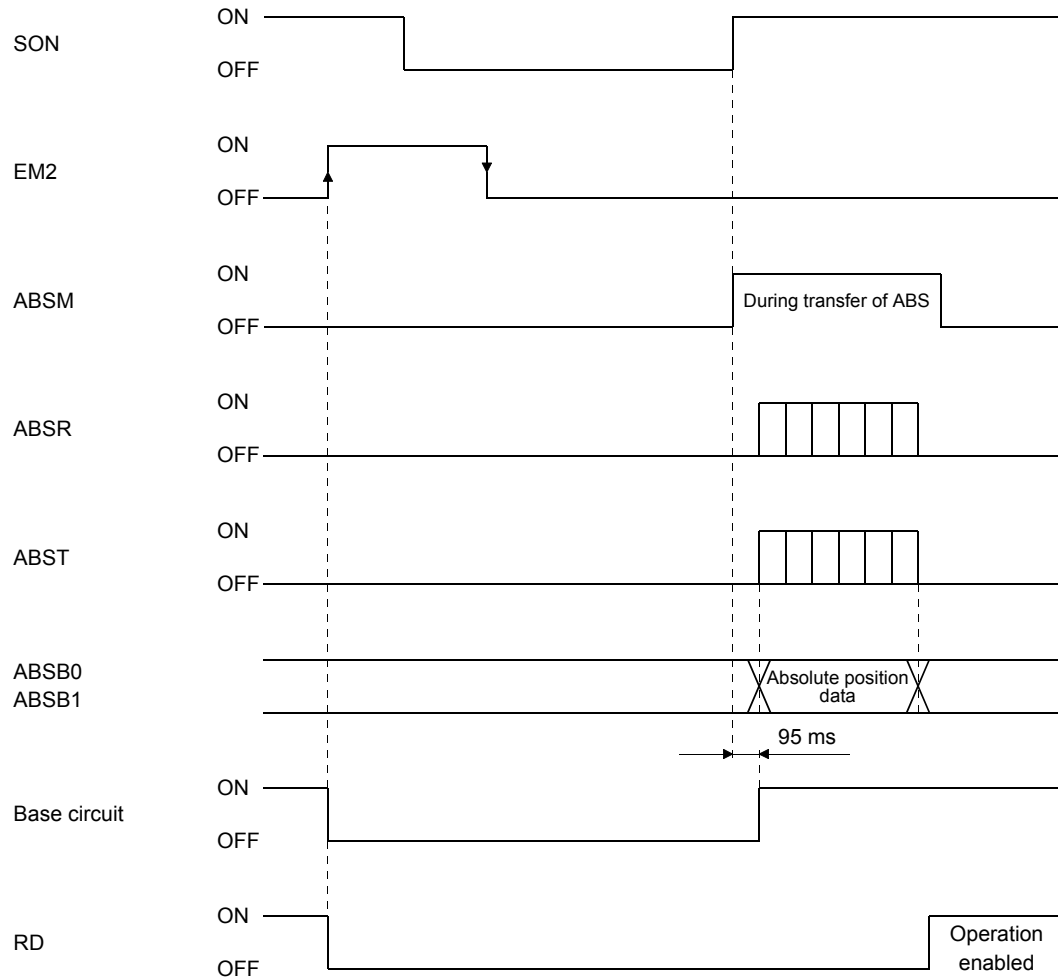 SON
ON
OFF
EM2
ON
OFF
ABSM
ON
OFF
During transfer of ABS
ABSR
ON
OFF
ABST
ON
OFF
ABSB0
ABSB1
Absolute position
data
95 ms
Base circuit
ON
OFF
RD
ON
OFF
Operation
enabled